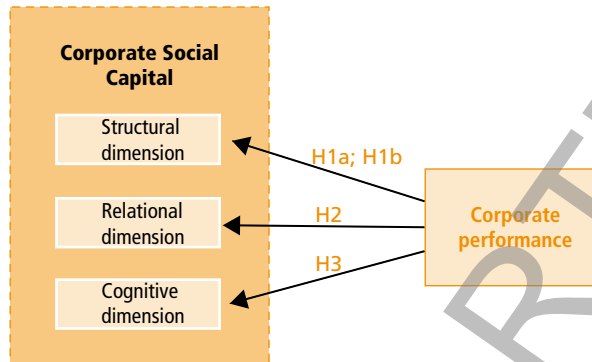 Corporate Social
Capital
Structural
dimension
H1a; H1b
Relational
dimension
H2
Corporate
performance
H3
Cognitive
dimension